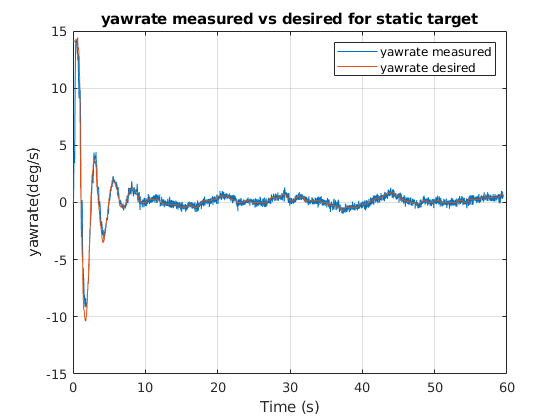 yawrate measured vs desired for static target
yawrate measured
yawrate desired
15
10
5
0
-5
-10
-15
yawrate(deg/s)
0 10 20 30 40 50 60
Time (s)